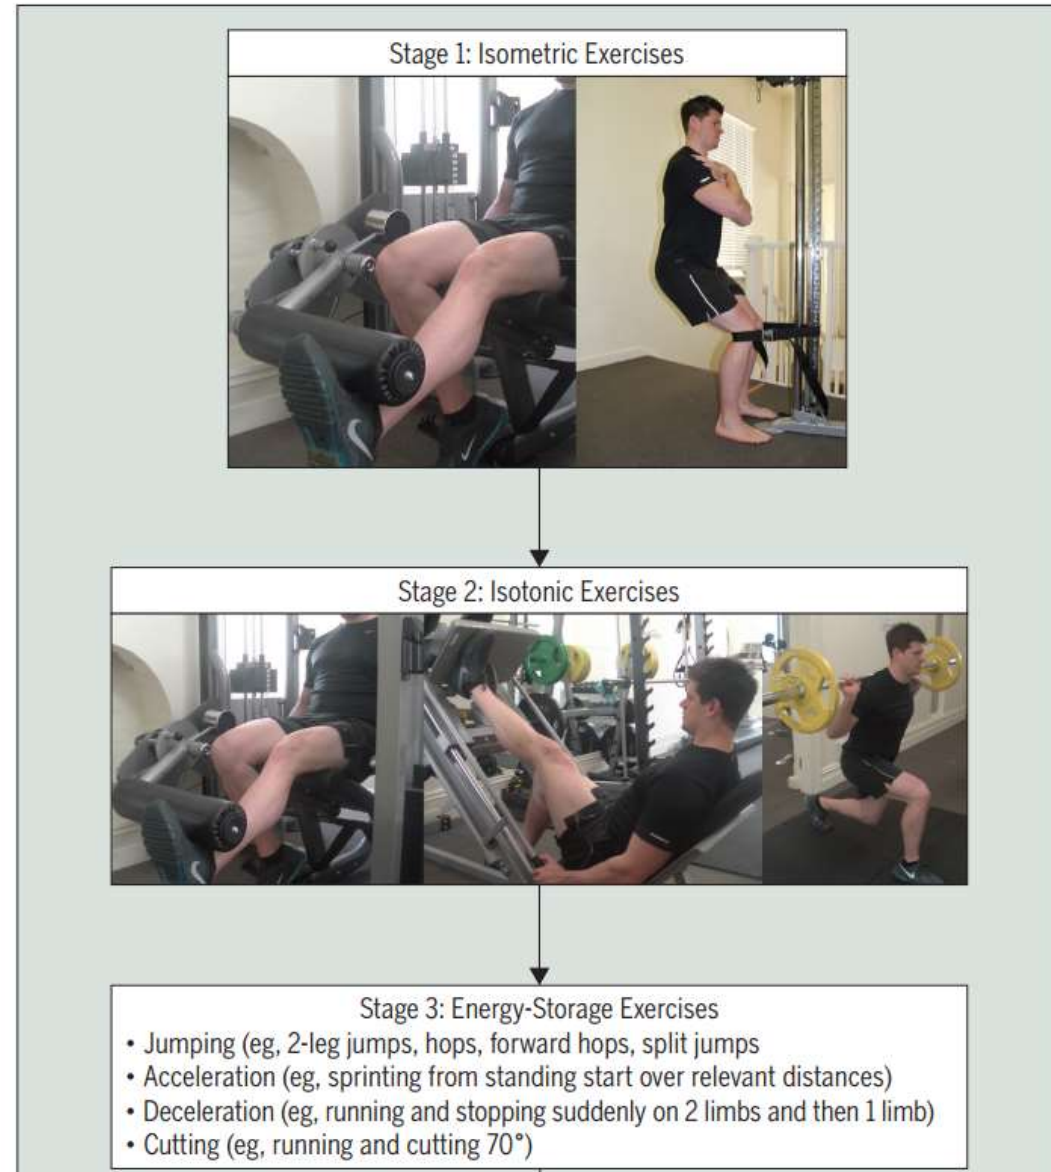 Stage 1: Isometric Exercises
Stage 2: Isotonic Exercises
Stage 3: Energy-Storage Exercises
• Jumping (eg, 2-leg jumps, hops, forward hops, split jumps
• Acceleration (eg, sprinting from standing start over relevant distances)
• Deceleration (eg, running and stopping suddenly on 2 limbs and then 1 limb)
• Cutting (eg, running and cutting 70°)